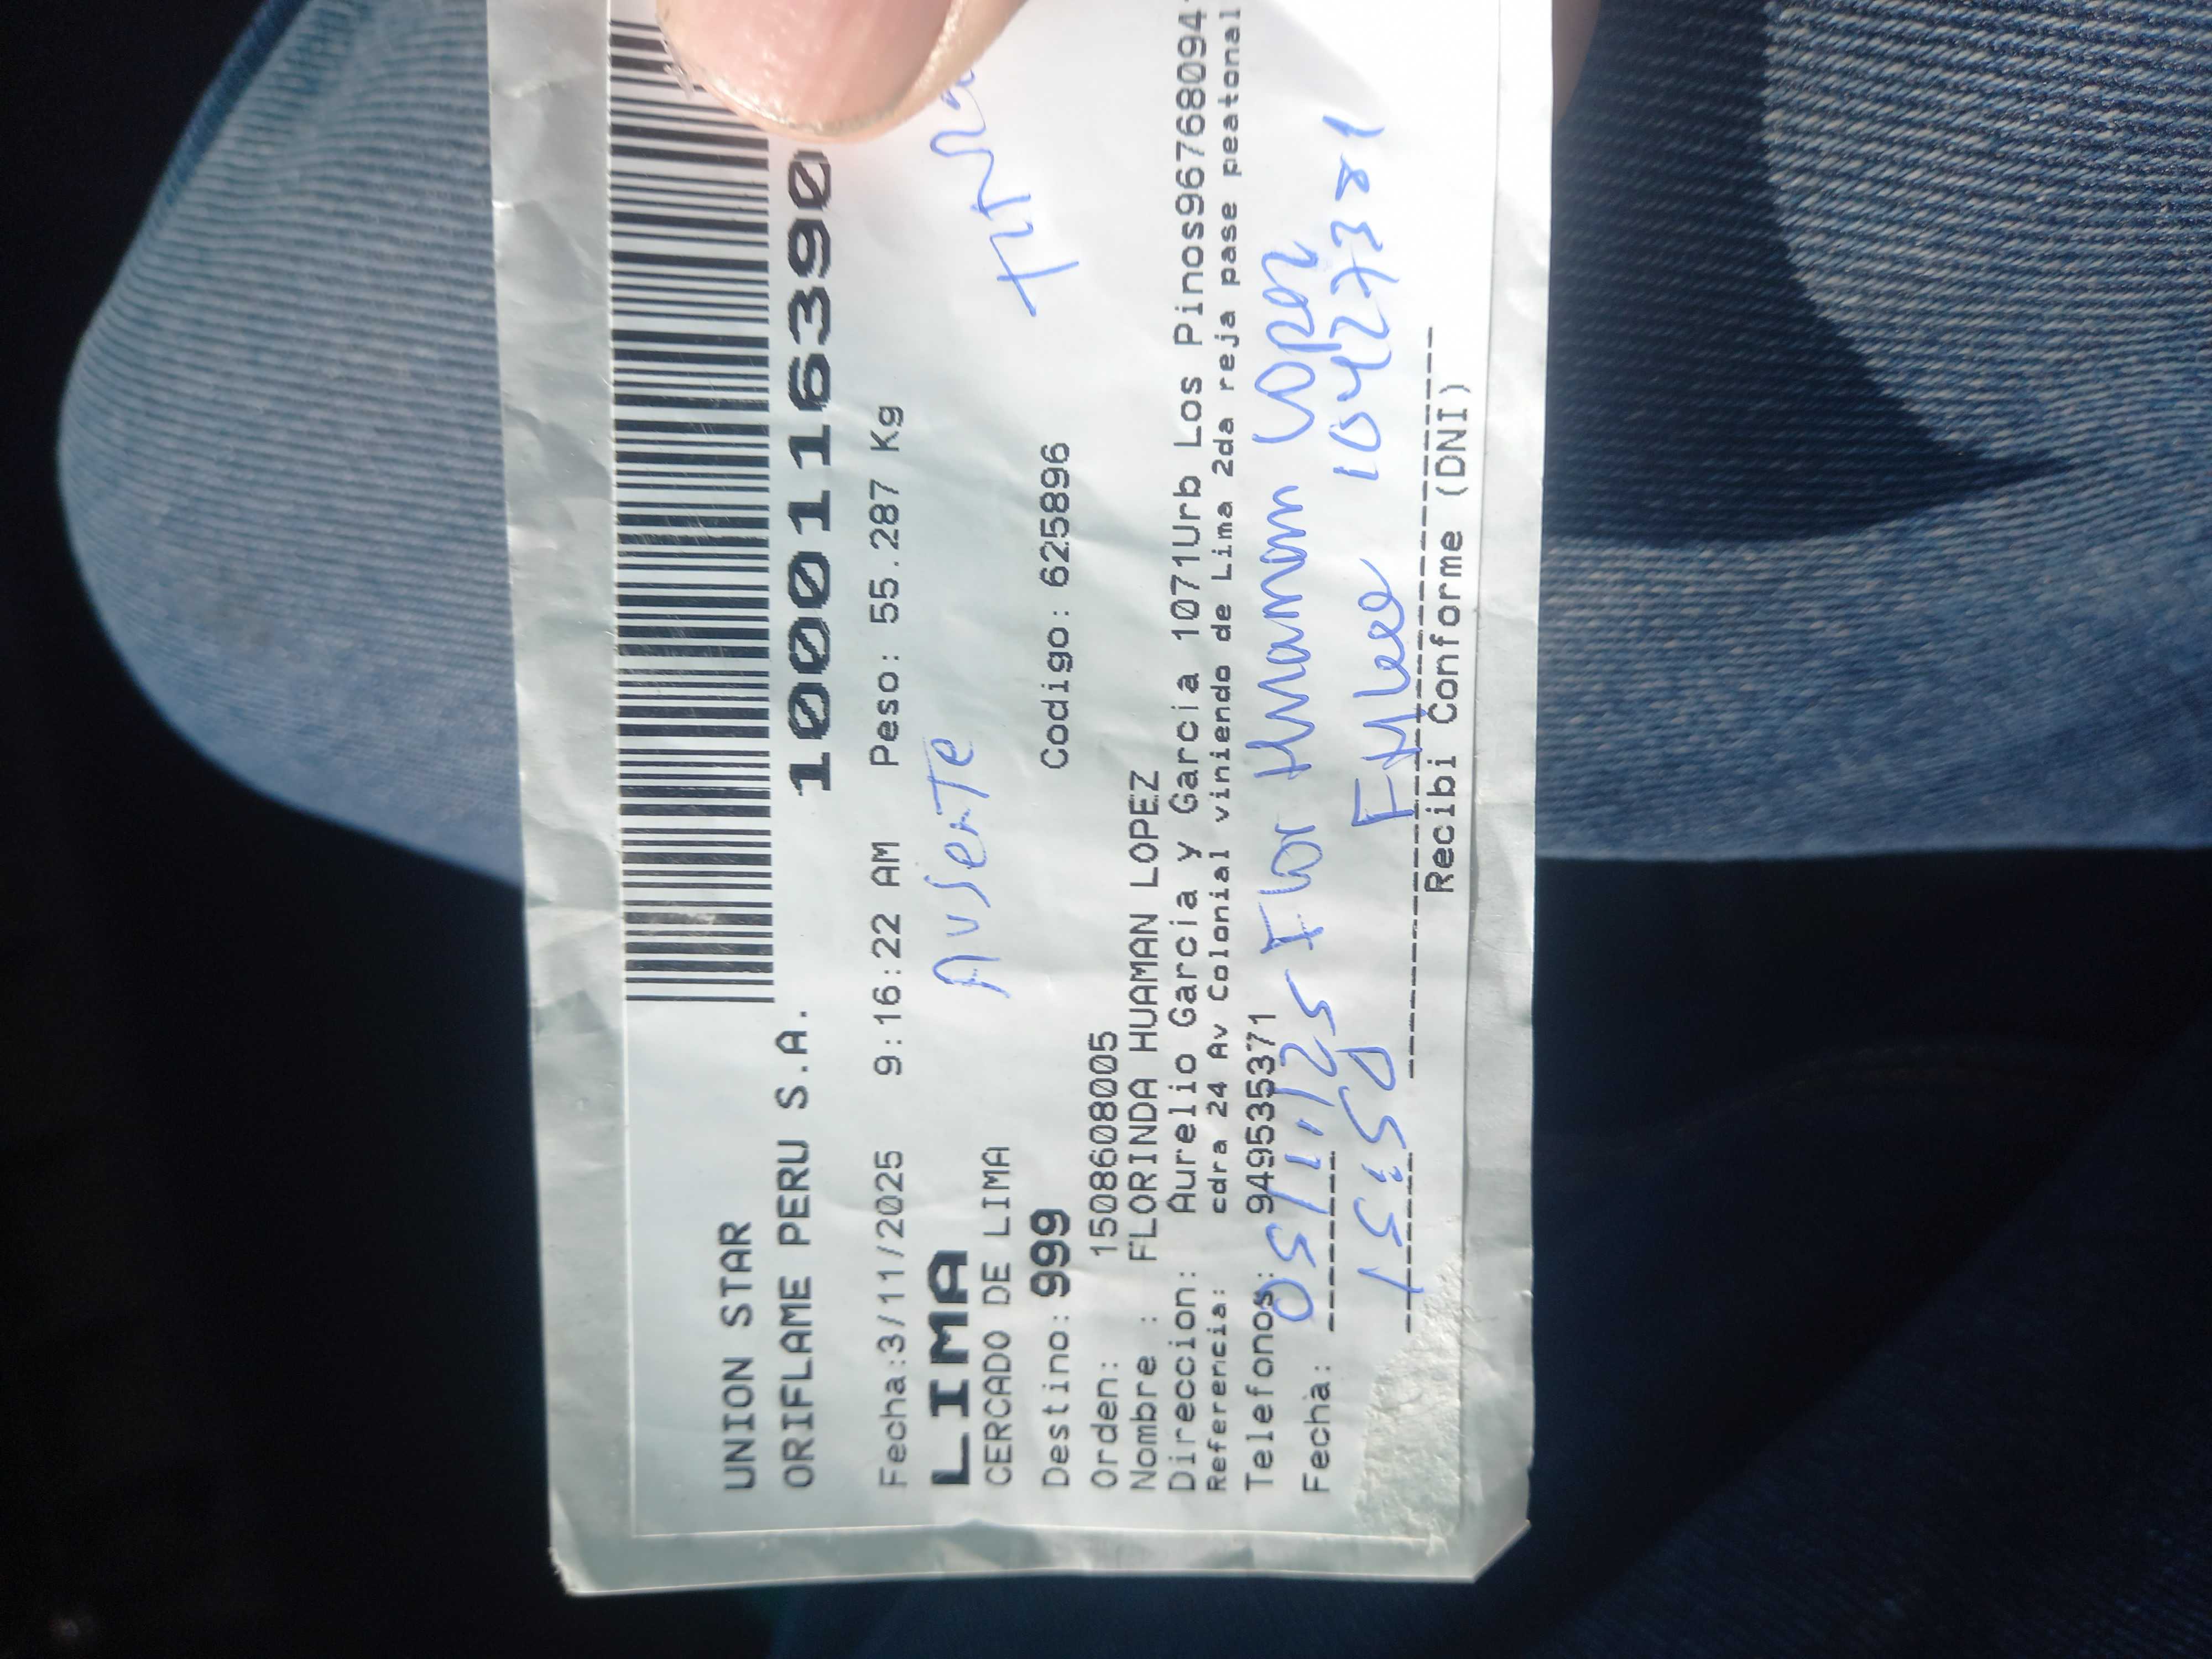 UNION STAR
ORIFLAME PERU S.A. 1000116390
Fecha:3/11/2025 9:16:22 AM Peso: 55.287 Kg
LIMA AUSENTE
CERCADO DE LIMA
Destino: 999 Codigo: 625896
Orden: 1508608005
Nombre : FLORINDA HUAMAN LOPEZ
Direccion: Aurelio Garcia y Garcia 1071Urb Los Pinos96768094
Referencia: cdra 24 Av Colonial viniendo de Lima 2da reja pase peatonal
Telefonos: 949535371
Fecha: 05/11/25 Flor Huaman Lopez
15:50 10427381
Recibi Conforme (DNI)